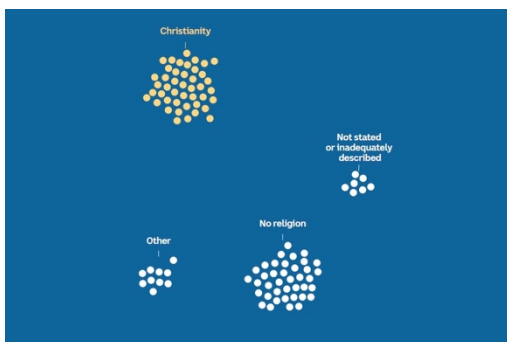 Christianity
Not stated
or inadequately
described
No religion
Other